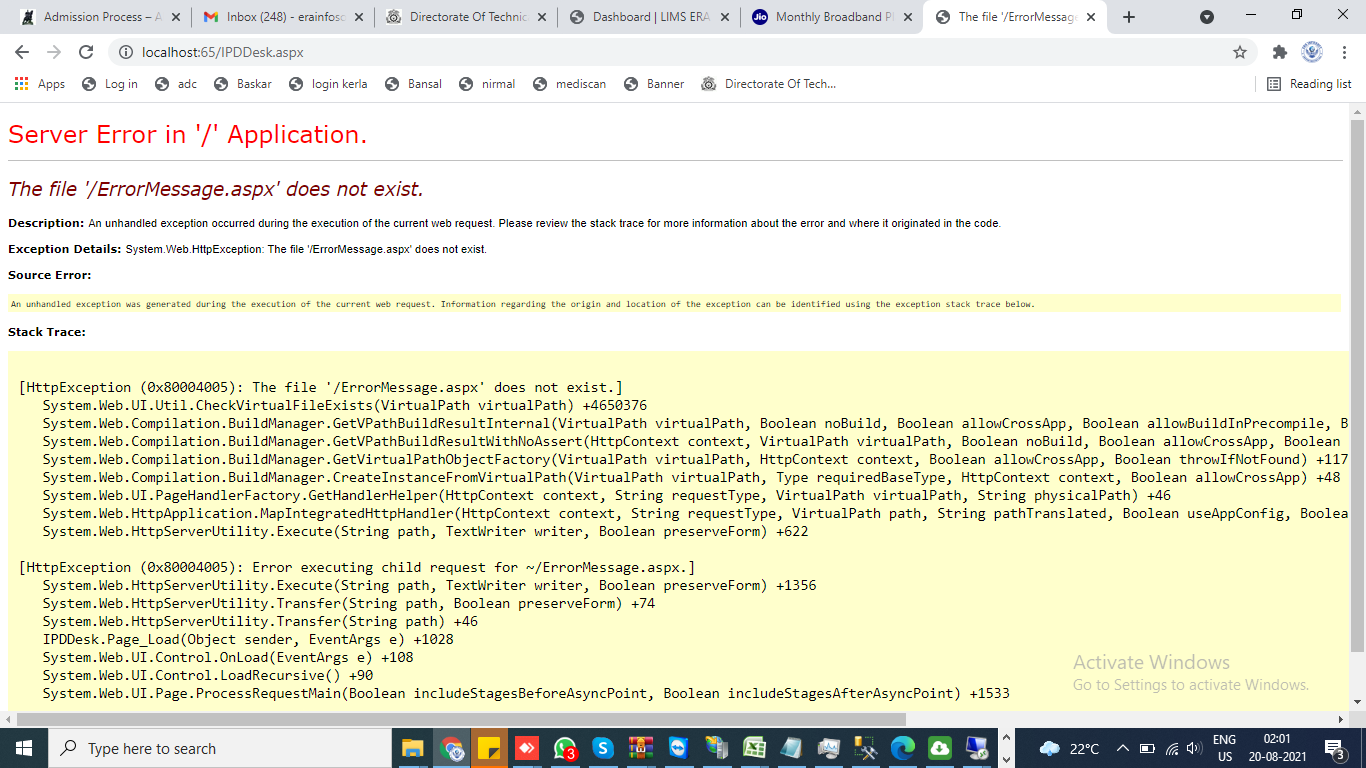 Admission Process – A
Inbox (248) - erainfosc
Directorate Of Technic
Dashboard | LIMS ERA
Jio
Monthly Broadband Pl
The file '/ErrorMessage
localhost:65/IPDDesk.aspx
Apps
Log in
adc
Baskar
login kerla
Bansal
nirmal
mediscan
Banner
Directorate Of Tech...
Reading list
Server Error in '/' Application.
The file '/ErrorMessage.aspx' does not exist.
Description: An unhandled exception occurred during the execution of the current web request. Please review the stack trace for more information about the error and where it originated in the code.
Exception Details: System.Web.HttpException: The file '/ErrorMessage.aspx' does not exist.
Source Error:
An unhandled exception was generated during the execution of the current web request. Information regarding the origin and location of the exception can be identified using the exception stack trace below.
Stack Trace:
[HttpException (0x80004005): The file '/ErrorMessage.aspx' does not exist.]
System.Web.UI.Util.CheckVirtualFileExists(VirtualPath virtualPath) +4650376
System.Web.Compilation.BuildManager.GetVPathBuildResultInternal(VirtualPath virtualPath, Boolean noBuild, Boolean allowCrossApp, Boolean allowBuildInPrecompile, B
System.Web.Compilation.BuildManager.GetVPathBuildResultWithNoAssert(HttpContext context, VirtualPath virtualPath, Boolean noBuild, Boolean allowCrossApp, Boolean
System.Web.Compilation.BuildManager.GetVirtualPathObjectFactory(VirtualPath virtualPath, HttpContext context, Boolean allowCrossApp, Boolean throwIfNotFound) +117
System.Web.Compilation.BuildManager.CreateInstanceFromVirtualPath(VirtualPath virtualPath, Type requiredBaseType, HttpContext context, Boolean allowCrossApp) +48
System.Web.UI.PageHandlerFactory.GetHandlerHelper(HttpContext context, String requestType, VirtualPath virtualPath, String physicalPath) +46
System.Web.HttpApplication.MapIntegratedHttpHandler(HttpContext context, String requestType, VirtualPath path, String pathTranslated, Boolean useAppConfig, Boolea
System.Web.HttpServerUtility.Execute(String path, TextWriter writer, Boolean preserveForm) +622
[HttpException (0x80004005): Error executing child request for ~/ErrorMessage.aspx.]
System.Web.HttpServerUtility.Execute(String path, TextWriter writer, Boolean preserveForm) +1356
System.Web.HttpServerUtility.Transfer(String path, Boolean preserveForm) +74
System.Web.HttpServerUtility.Transfer(String path) +46
IPDDesk.Page_Load(Object sender, EventArgs e) +1028
System.Web.UI.Control.OnLoad(EventArgs e) +108
System.Web.UI.Control.LoadRecursive() +90
System.Web.UI.Page.ProcessRequestMain(Boolean includeStagesBeforeAsyncPoint, Boolean includeStagesAfterAsyncPoint) +1533
Activate Windows
Go to Settings to activate Windows.
Type here to search
3
22°C
ENG
US
02:01
20-08-2021
3